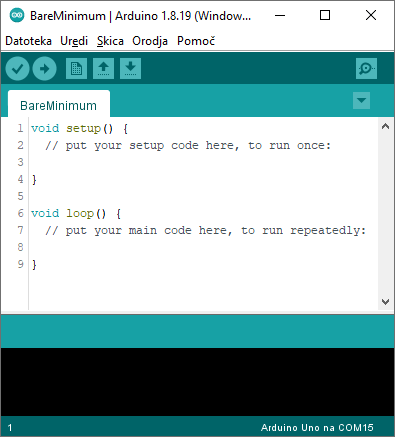 BareMinimum | Arduino 1.8.19 (Window...
Datoteka Uredi Skica Orodja Pomoč
BareMinimum
1 void setup() {
2 // put your setup code here, to run once:
3
4 }
5
6 void loop() {
7 // put your main code here, to run repeatedly:
8
9 }
1 Arduino Uno na COM15